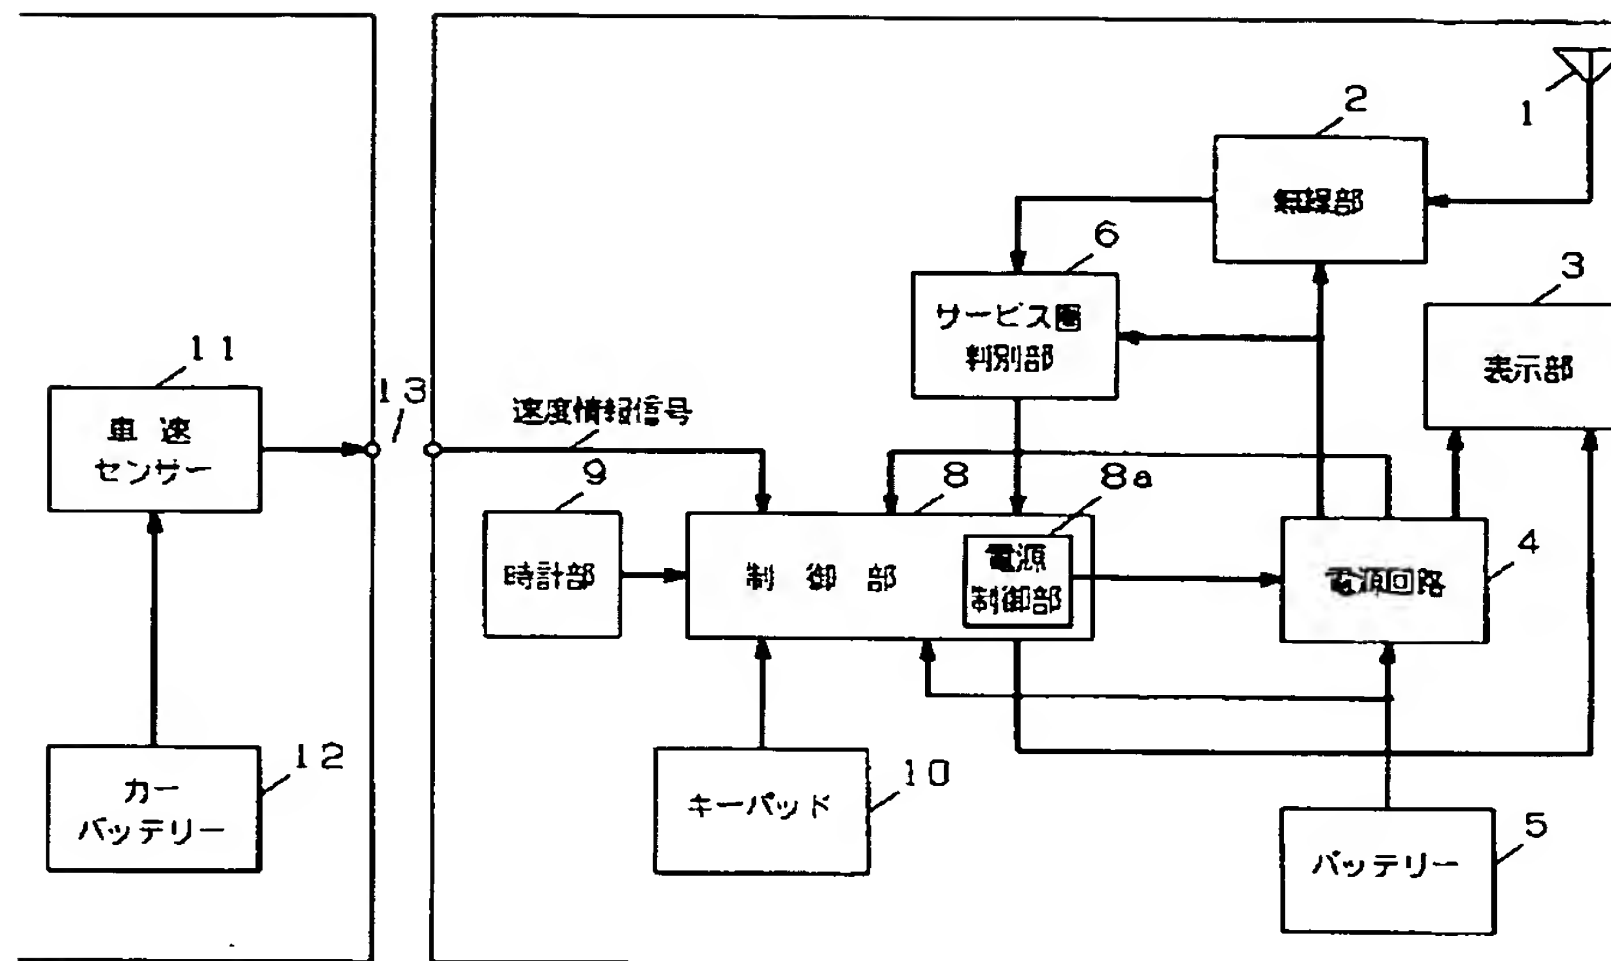 1
2
無線部
6
サービス圏
判別部
3
表示部
11
車速
センサー
13
速度情報信号
9
時計部
8
制御部
8a
電源
制御部
4
電源回路
12
カー
バッテリー
10
キーパッド
5
バッテリー